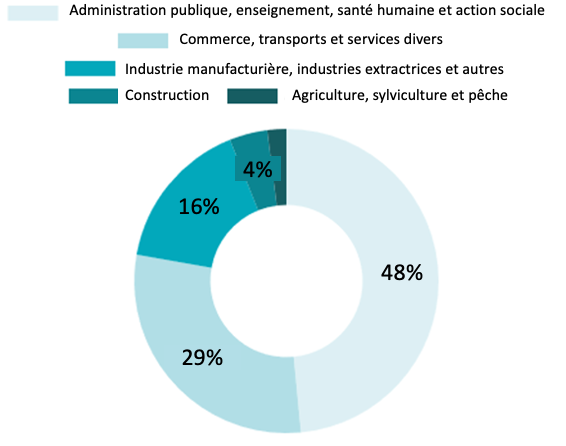 Administration publique, enseignement, santé humaine et action sociale
Commerce, transports et services divers
Industrie manufacturière, industries extractrices et autres
Construction Agriculture, sylviculture et pêche
4%
16%
48%
29%